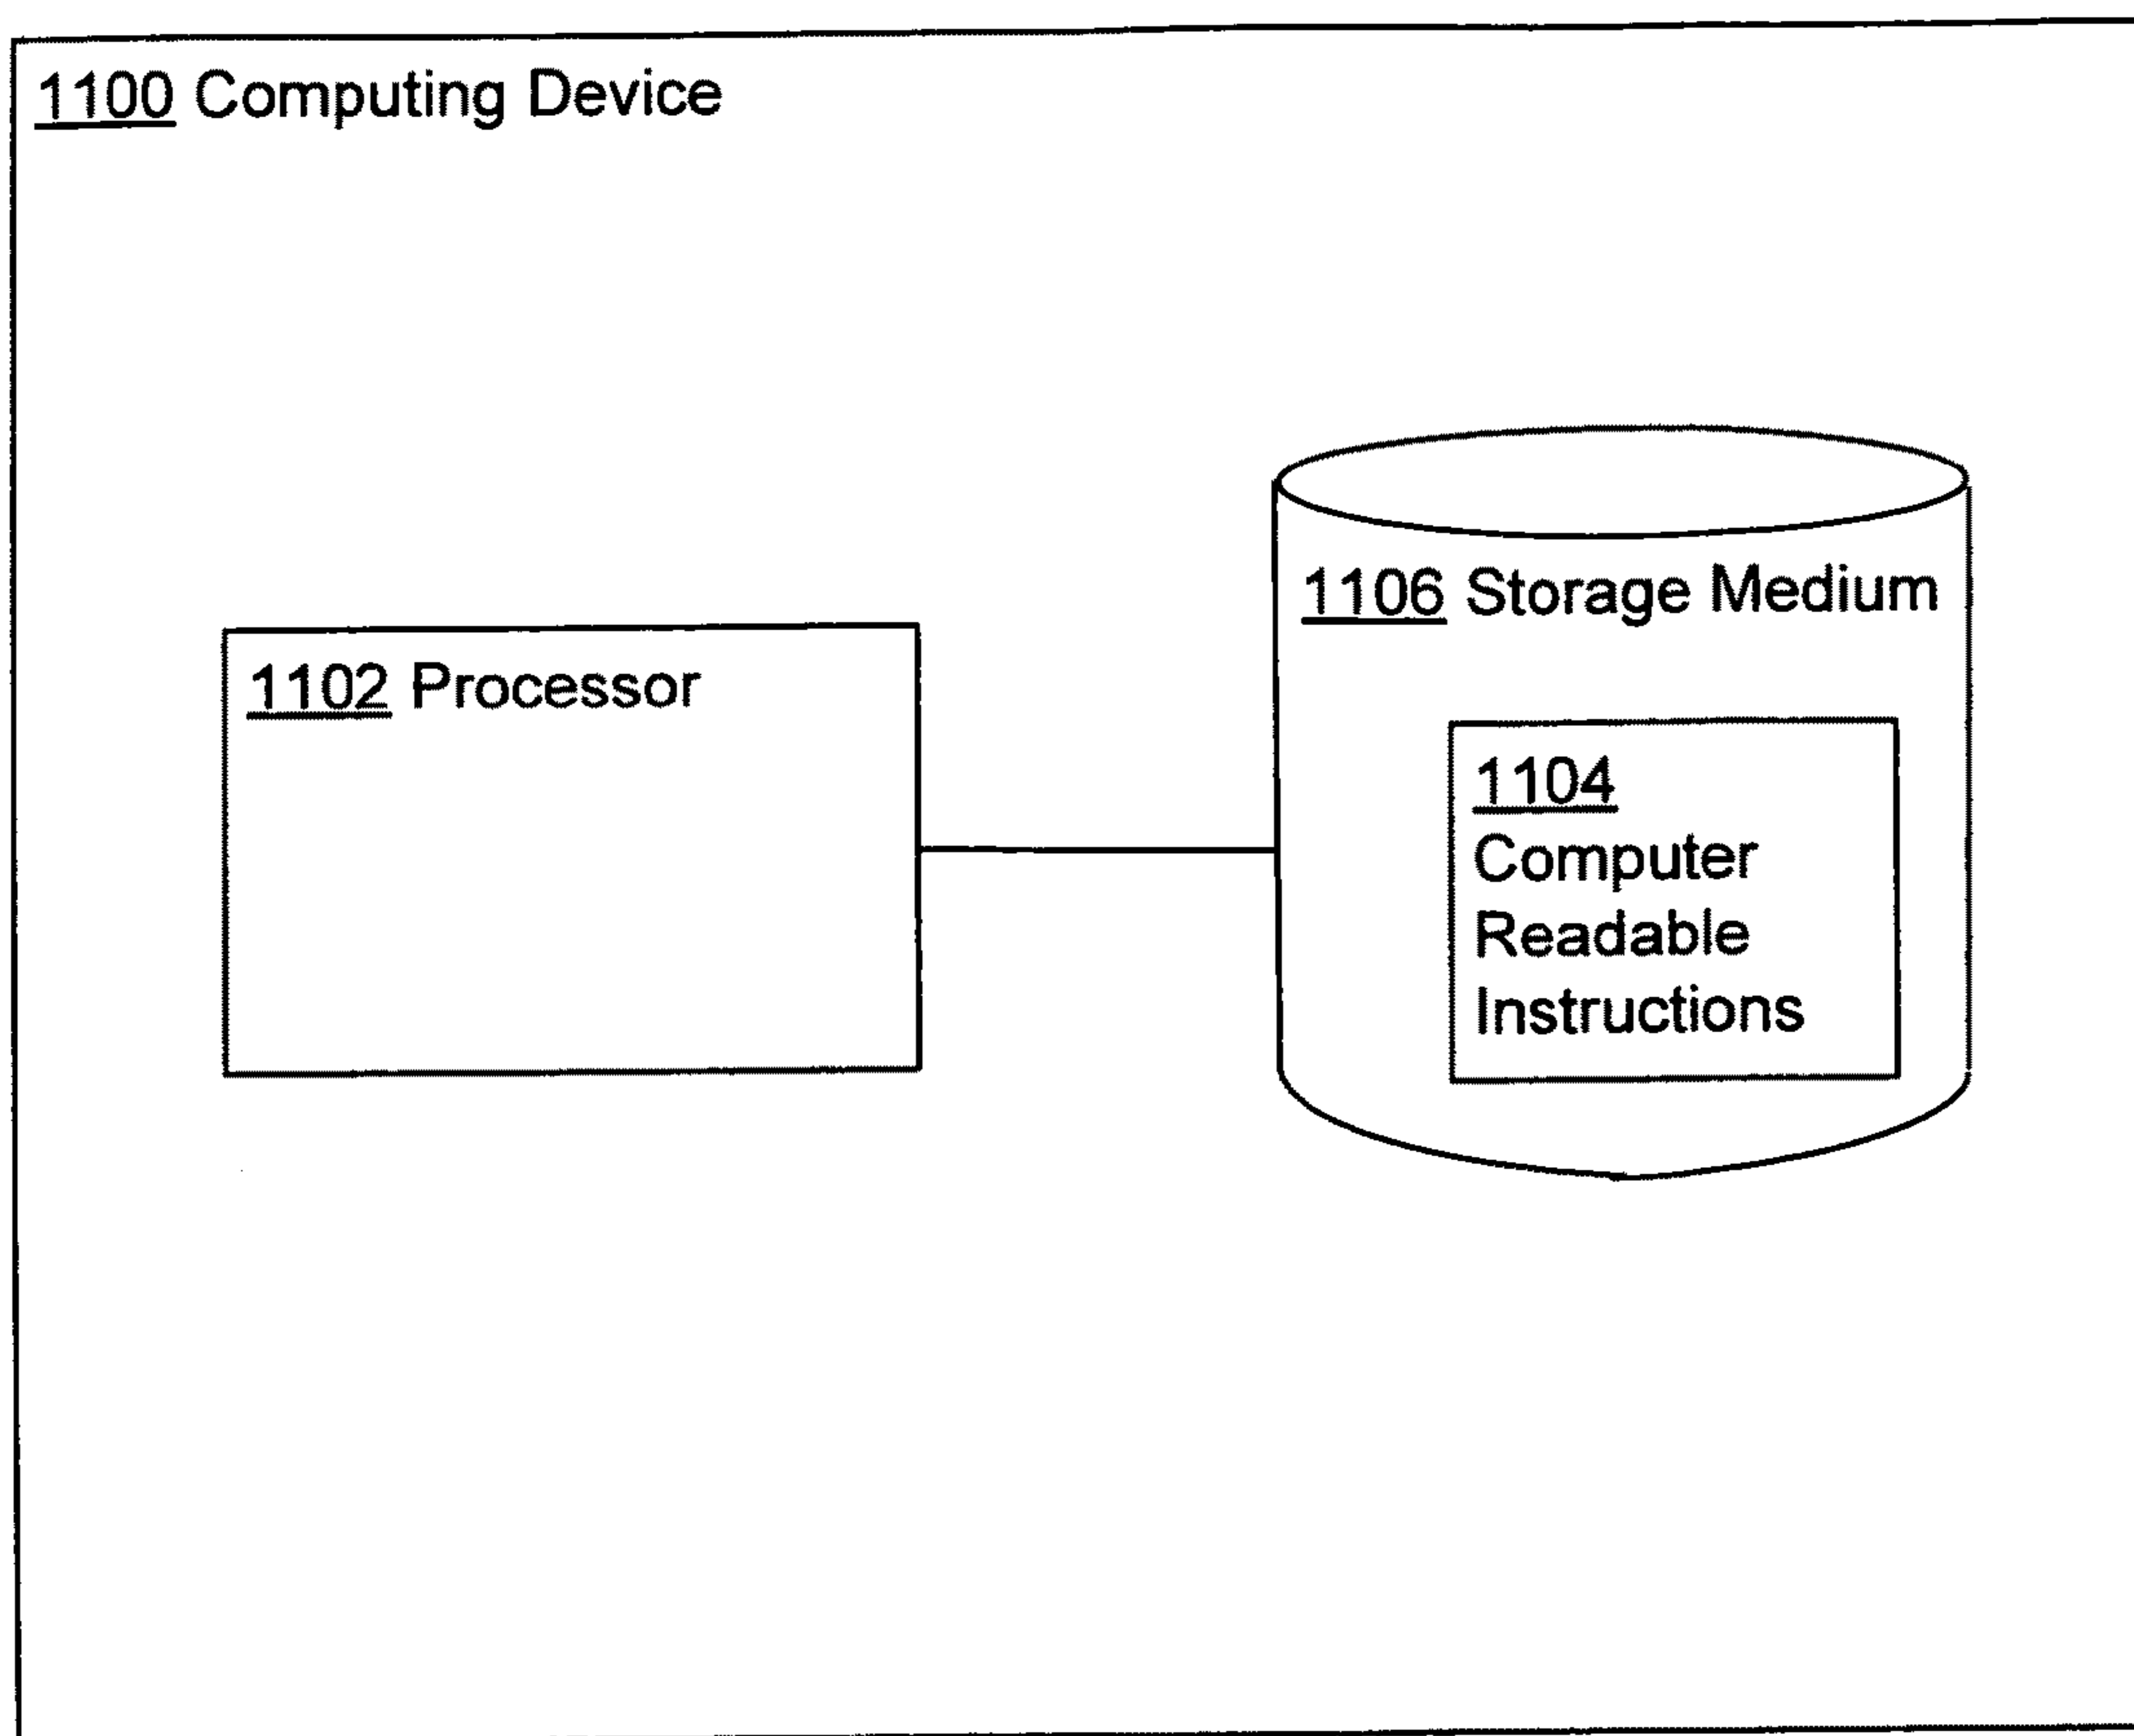 1100 Computing Device
1106 Storage Medium
1102 Processor
1104
Computer
Readable
Instructions